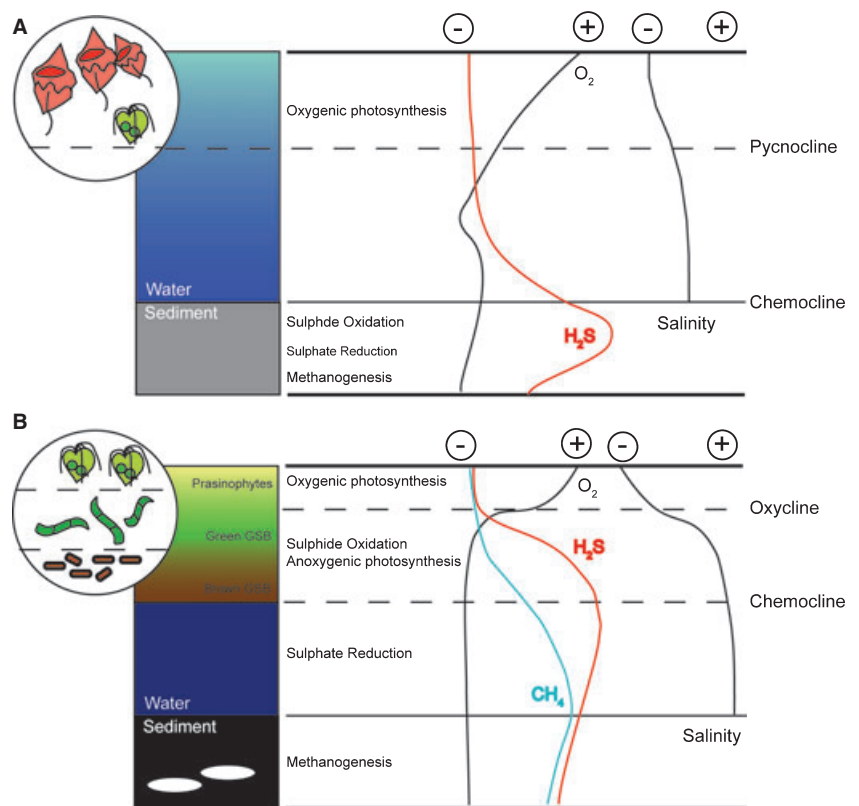 A
- + - +
O2
Oxygenic photosynthesis
Pycnocline
Water
Chemocline
Sediment
Sulphde Oxidation
Salinity
H2S
Sulphate Reduction
Methanogenesis
B
- + - +
Prasinophytes
Oxygenic photosynthesis
O2
Oxycline
Green GSB
Sulphide Oxidation
H2S
Anoxygenic photosynthesis
Brown GSB
Chemocline
Sulphate Reduction
CH4
Water
Sediment
Salinity
Methanogenesis